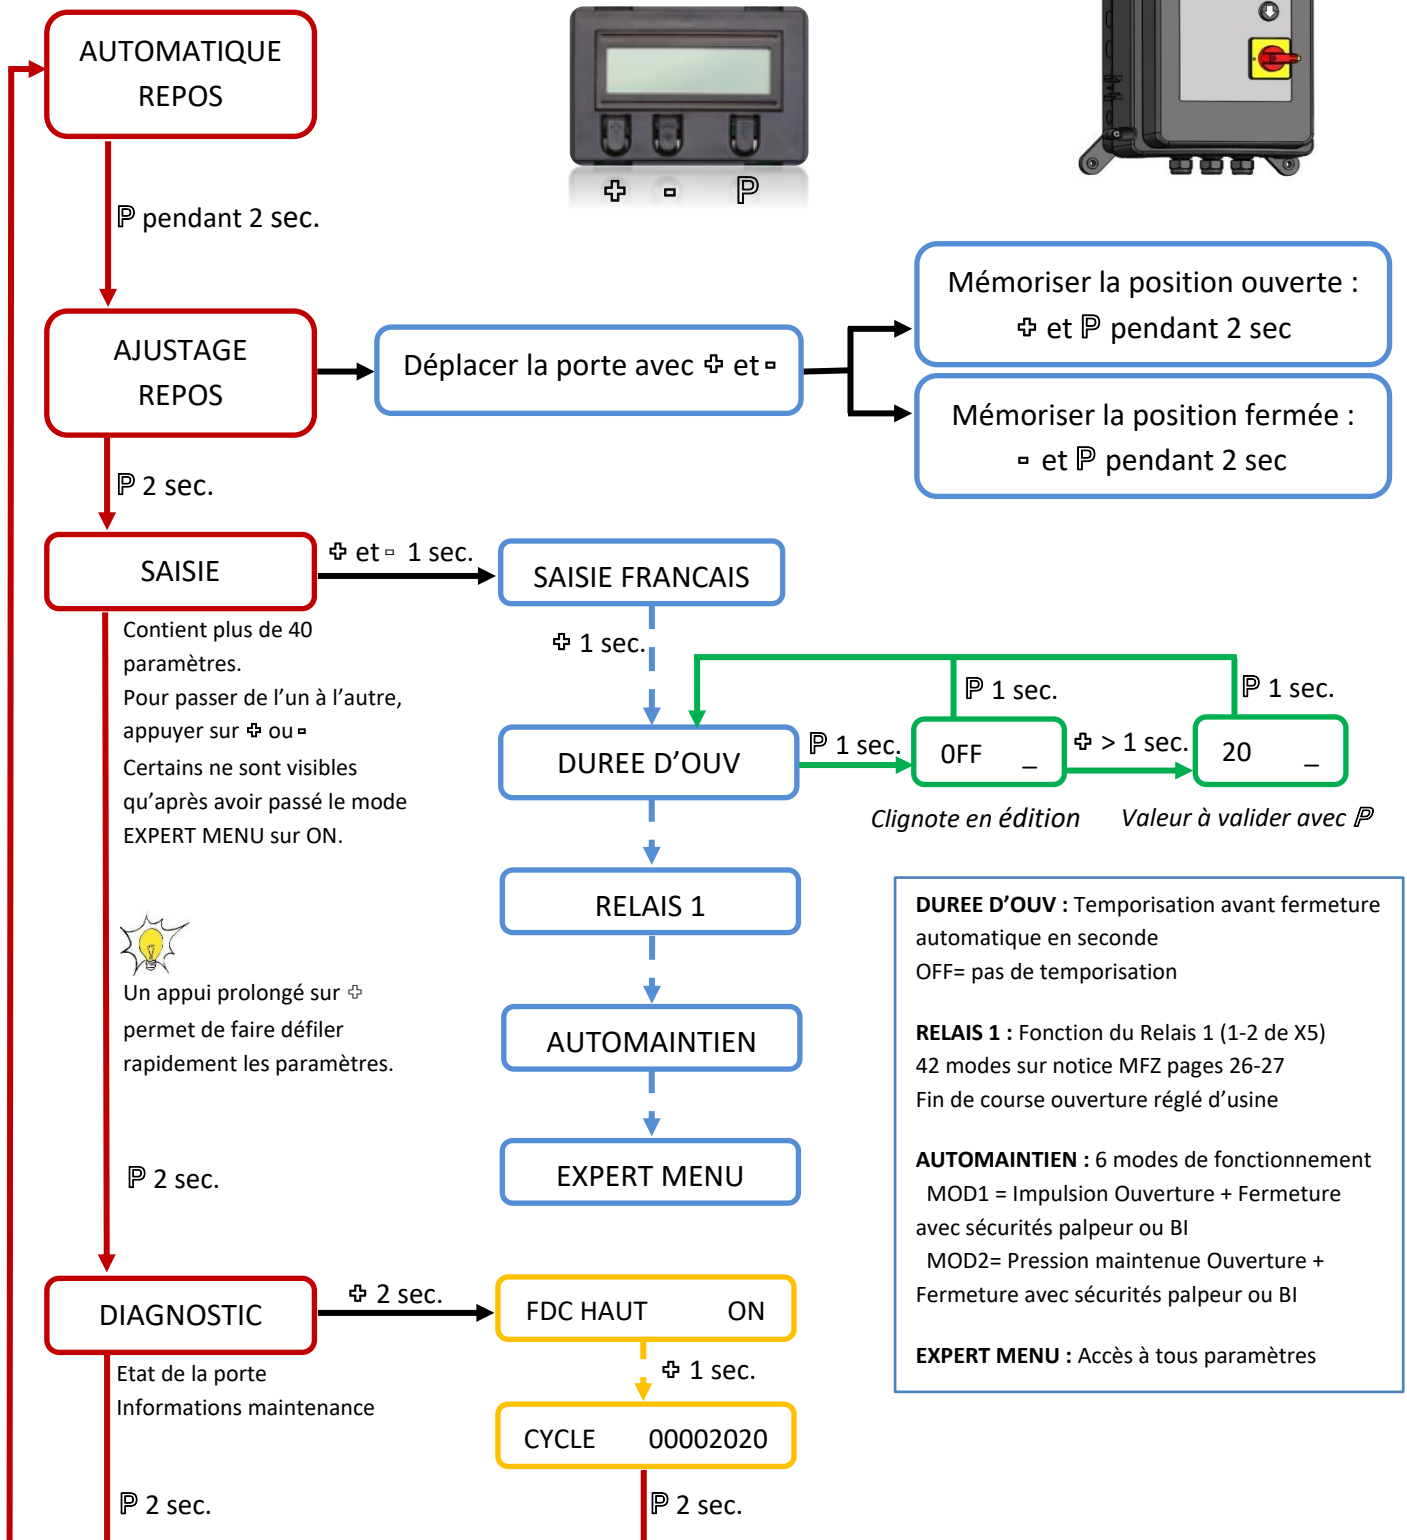 AUTOMATIQUE
REPOS
✚ - ℙ
ℙ pendant 2 sec.
Mémoriser la position ouverte :
✚ et ℙ pendant 2 sec
AJUSTAGE
REPOS
Déplacer la porte avec ✚ et -
Mémoriser la position fermée :
- et ℙ pendant 2 sec
ℙ 2 sec.
SAISIE
✚ et - 1 sec.
SAISIE FRANCAIS
Contient plus de 40
paramètres.
Pour passer de l’un à l’autre,
appuyer sur ✚ ou -
Certains ne sont visibles
qu’après avoir passé le mode
EXPERT MENU sur ON.
✚ 1 sec.
DUREE D’OUV
ℙ 1 sec.
OFF _
ℙ 1 sec.
✚ > 1 sec.
20 _
ℙ 1 sec.
Clignote en édition
Valeur à valider avec ℙ
RELAIS 1
Un appui prolongé sur ✚
permet de faire défiler
rapidement les paramètres.
AUTOMAINTIEN
EXPERT MENU
DUREE D’OUV : Temporisation avant fermeture
automatique en seconde
OFF= pas de temporisation
RELAIS 1 : Fonction du Relais 1 (1-2 de X5)
42 modes sur notice MFZ pages 26-27
Fin de course ouverture réglé d’usine
AUTOMAINTIEN : 6 modes de fonctionnement
MOD1 = Impulsion Ouverture + Fermeture
avec sécurités palpeur ou BI
MOD2= Pression maintenue Ouverture +
Fermeture avec sécurités palpeur ou BI
EXPERT MENU : Accès à tous paramètres
ℙ 2 sec.
DIAGNOSTIC
✚ 2 sec.
FDC HAUT ON
Etat de la porte
Informations maintenance
✚ 1 sec.
CYCLE 00002020
ℙ 2 sec.
ℙ 2 sec.